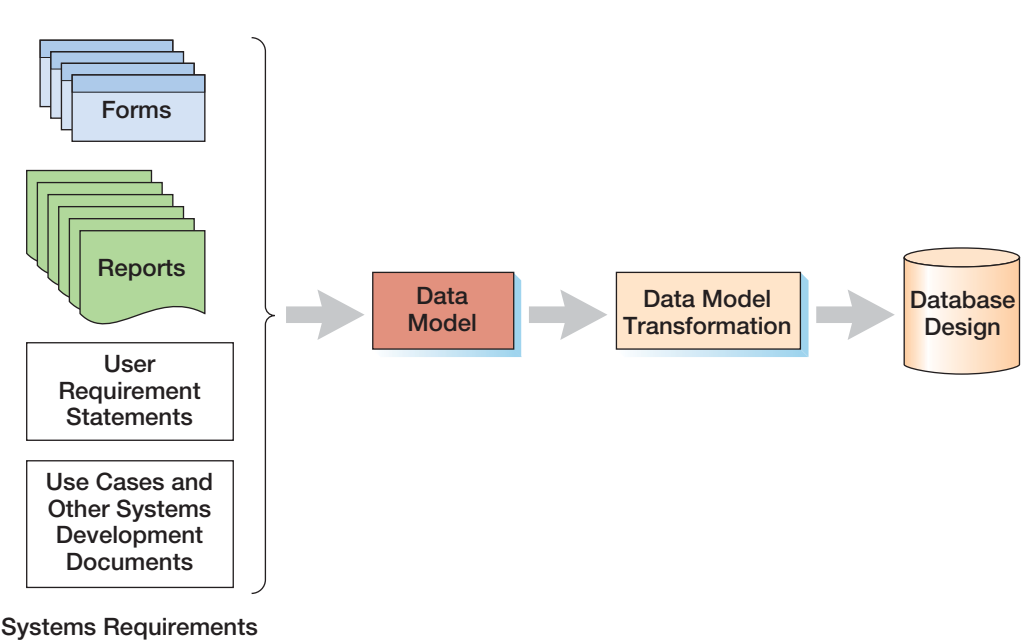 Forms
Reports
User
Requirement
Statements
Use Cases and
Other Systems
Development
Documents
Systems Requirements
Data
Model
Data Model
Transformation
Database
Design